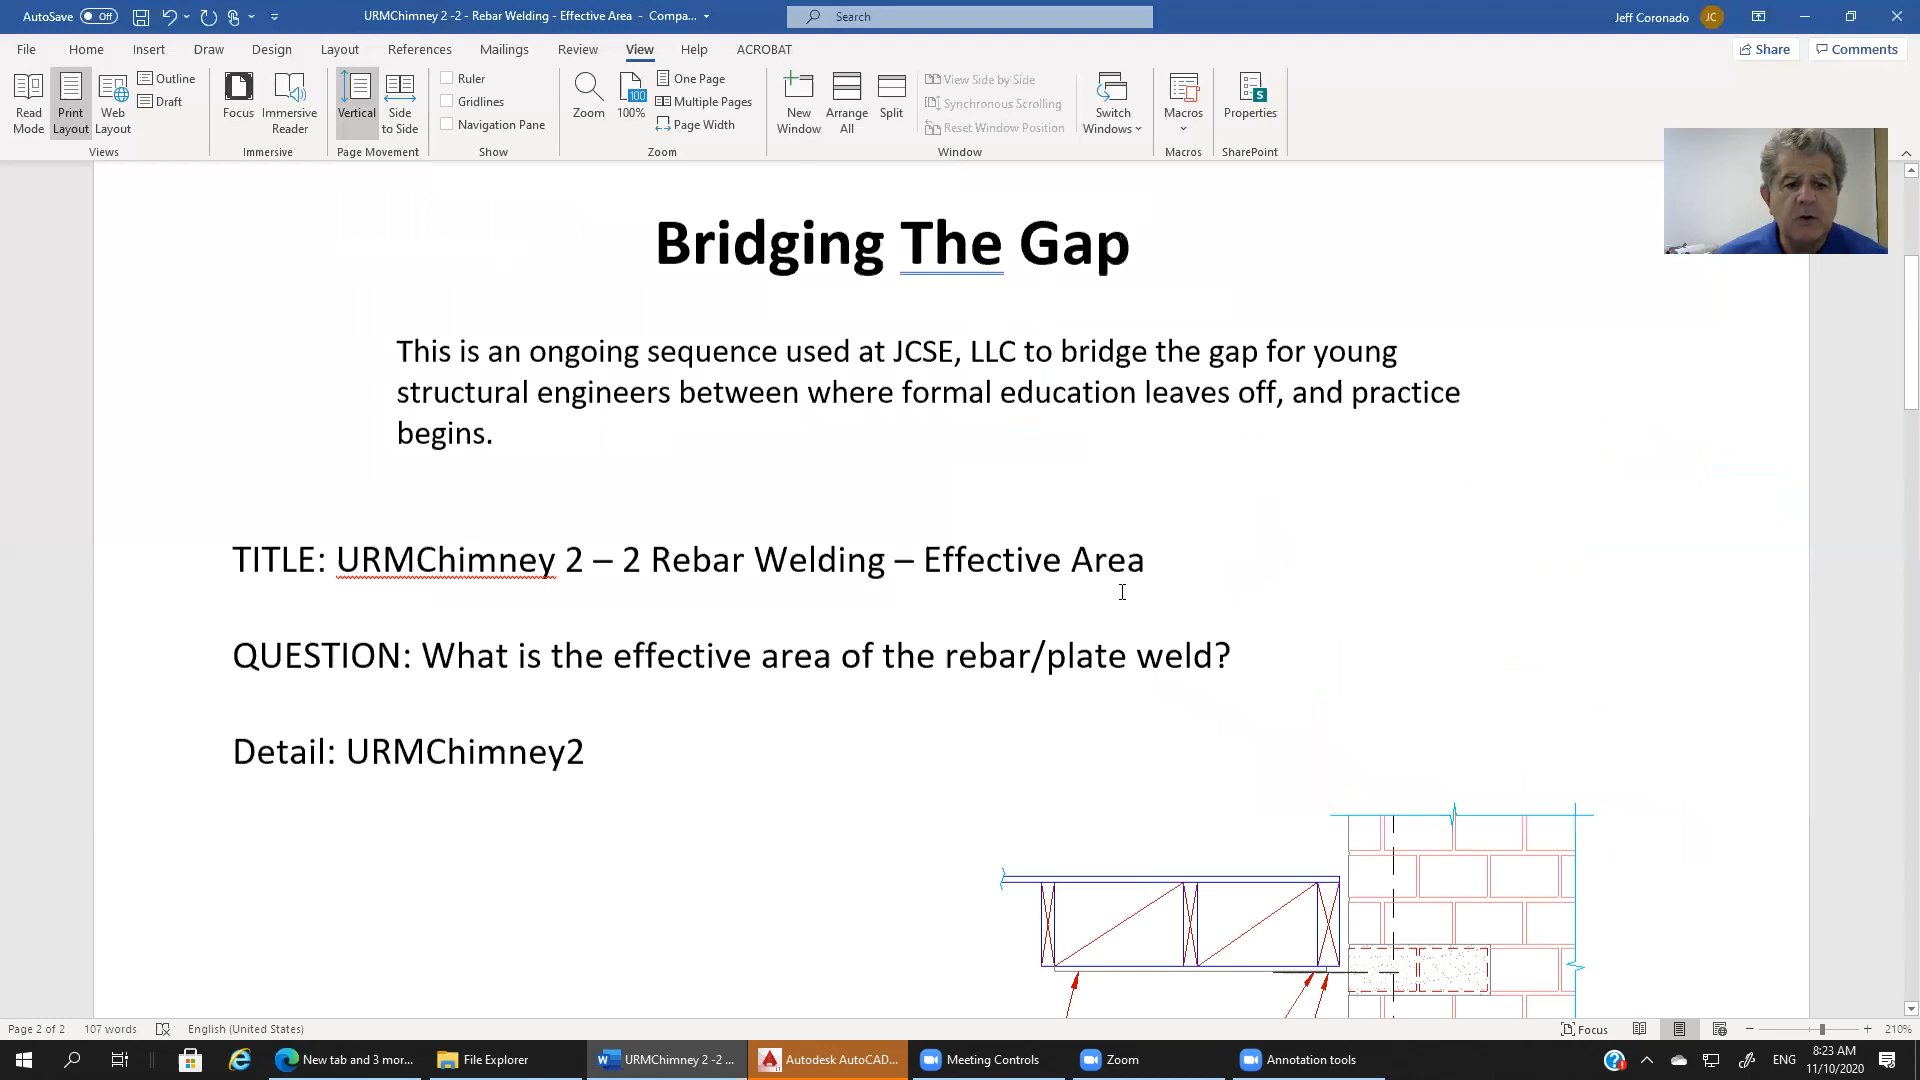 AutoSave Off URMChimney 2 -2 - Rebar Welding - Effective Area - Compa... Search Jeff Coronado JC
File Home Insert Draw Design Layout References Mailings Review View Help ACROBAT Share Comments
Read Mode
Print Layout
Web Layout
Outline
Draft
Views
Focus
Immersive Reader
Immersive
Vertical
Side to Side
Page Movement
Ruler
Gridlines
Navigation Pane
Show
Zoom
100
100%
One Page
Multiple Pages
Page Width
Zoom
New Window
Arrange All
Split
View Side by Side
Synchronous Scrolling
Reset Window Position
Switch Windows
Window
Macros
Macros
Properties
SharePoint
Bridging The Gap
This is an ongoing sequence used at JCSE, LLC to bridge the gap for young
structural engineers between where formal education leaves off, and practice
begins.
TITLE: URMChimney 2 – 2 Rebar Welding – Effective Area
QUESTION: What is the effective area of the rebar/plate weld?
Detail: URMChimney2
Page 2 of 2 107 words English (United States) Focus 210%
New tab and 3 mor... File Explorer URMChimney 2 -2 ... Autodesk AutoCAD... Meeting Controls Zoom Annotation tools ENG 8:23 AM
11/10/2020